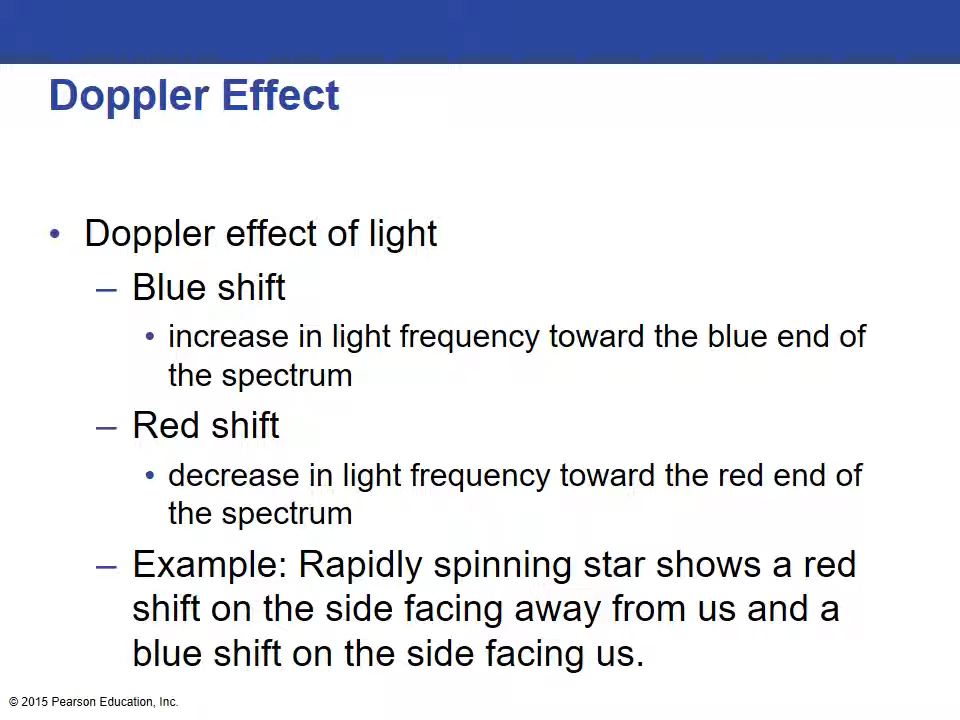 Doppler Effect
• Doppler effect of light
– Blue shift
• increase in light frequency toward the blue end of
the spectrum
– Red shift
• decrease in light frequency toward the red end of
the spectrum
– Example: Rapidly spinning star shows a red
shift on the side facing away from us and a
blue shift on the side facing us.
© 2015 Pearson Education, Inc.